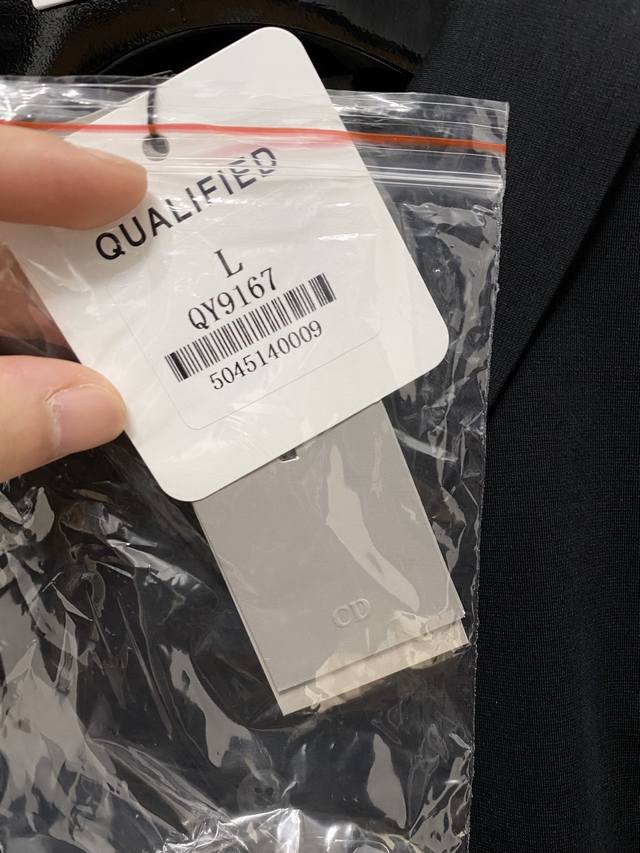 QUALIFIED
L
QY9167
5045140009
CD